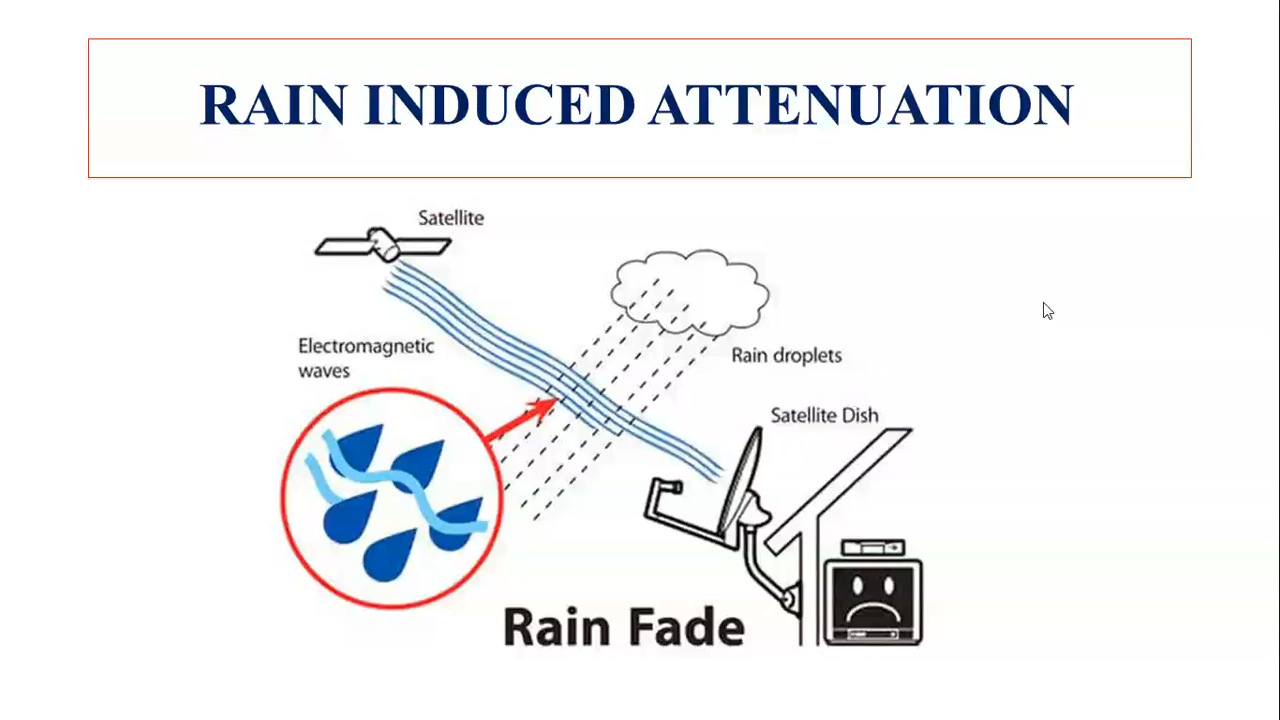 RAIN INDUCED ATTENUATION
Satellite
Electromagnetic
waves
Rain droplets
Satellite Dish
Rain Fade